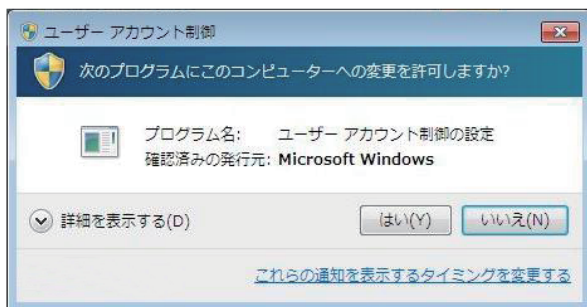 ユーザー アカウント制御
次のプログラムにこのコンピューターへの変更を許可しますか?
プログラム名: ユーザー アカウント制御の設定
確認済みの発行元: Microsoft Windows
詳細を表示する(D)
はい(Y)
いいえ(N)
これらの通知を表示するタイミングを変更する